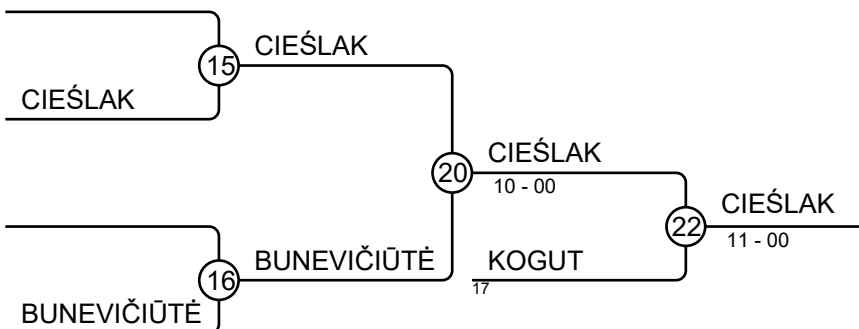 CIEŚLAK
15
CIEŚLAK
CIEŚLAK
20
10 - 00
CIEŚLAK
22
11 - 00
BUNEVIČIŪTĖ
KOGUT
17
16
BUNEVIČIŪTĖ